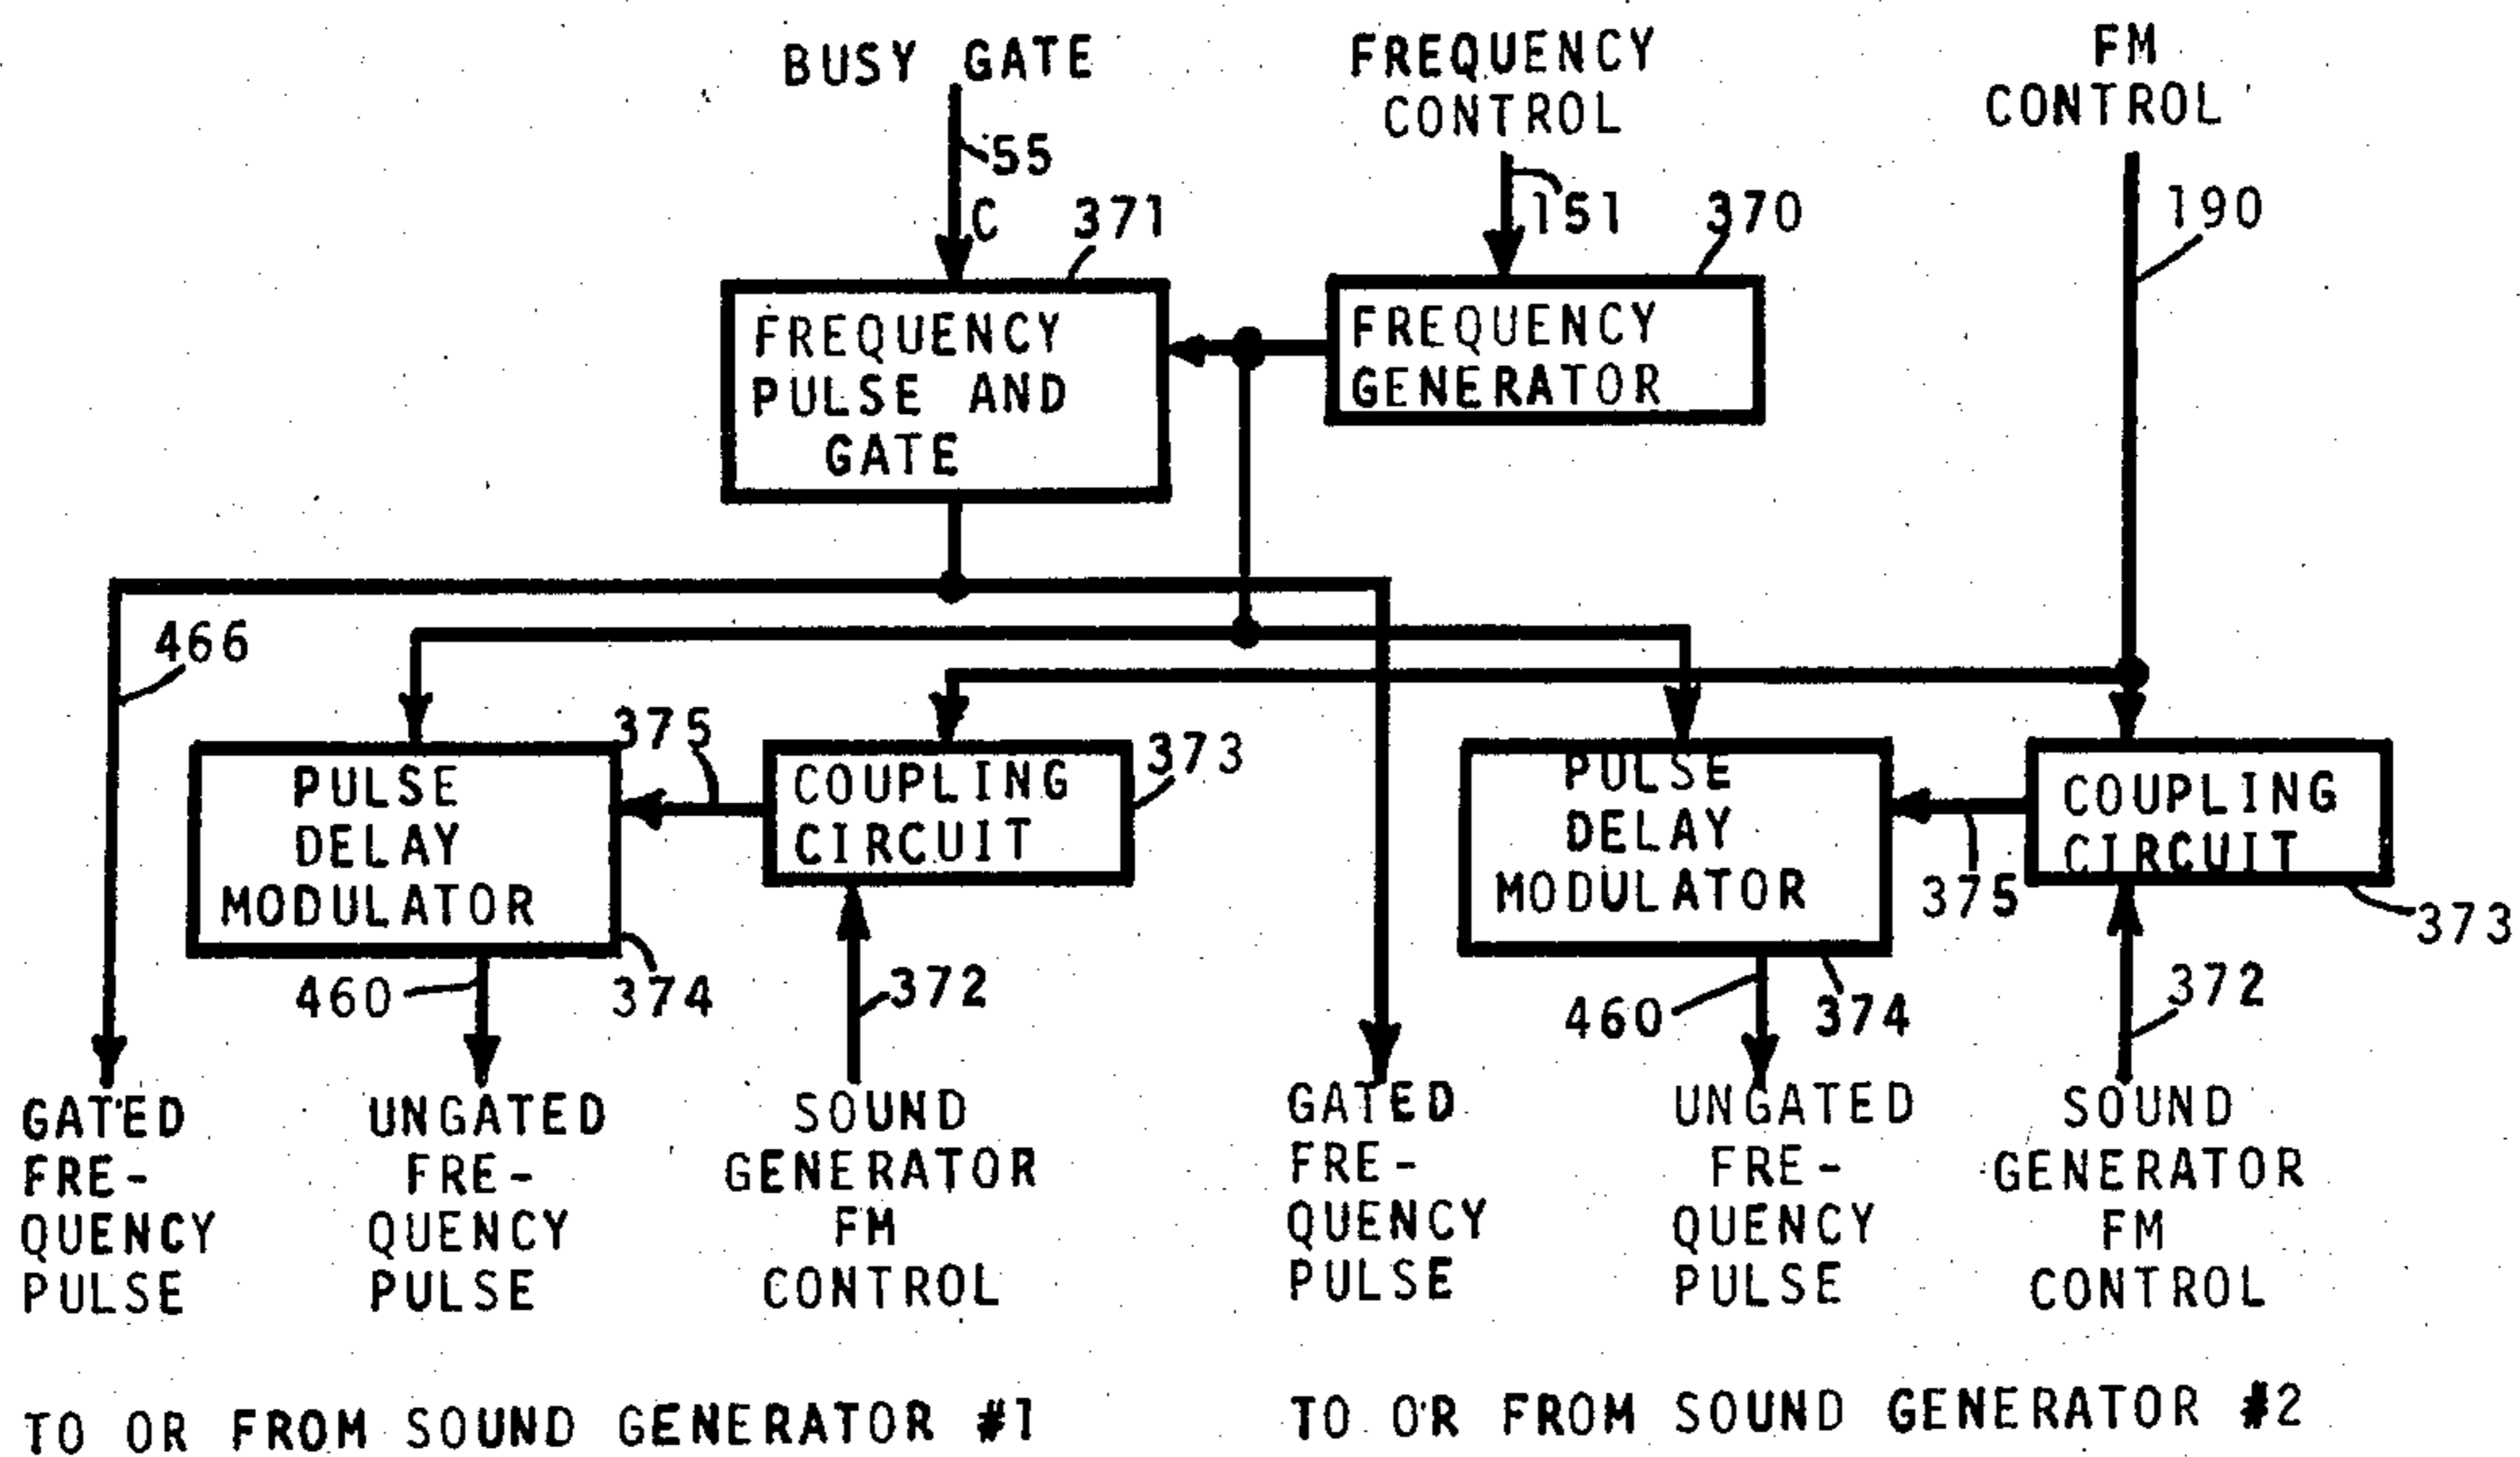 BUSY GATE
FREQUENCY
CONTROL
FM
CONTROL
55
C
371
151
370
190
FREQUENCY
PULSE AND
GATE
FREQUENCY
GENERATOR
466
375
373
PULSE
DELAY
MODULATOR
COUPLING
CIRCUIT
PULSE
DELAY
MODULATOR
COUPLING
CIRCUIT
375
373
460
374
372
460
374
372
GATED
FRE-
QUENCY
PULSE
UNGATED
FRE-
QUENCY
PULSE
SOUND
GENERATOR
FM
CONTROL
GATED
FRE-
QUENCY
PULSE
UNGATED
FRE-
QUENCY
PULSE
SOUND
GENERATOR
FM
CONTROL
TO OR FROM SOUND GENERATOR #1
TO OR FROM SOUND GENERATOR #2